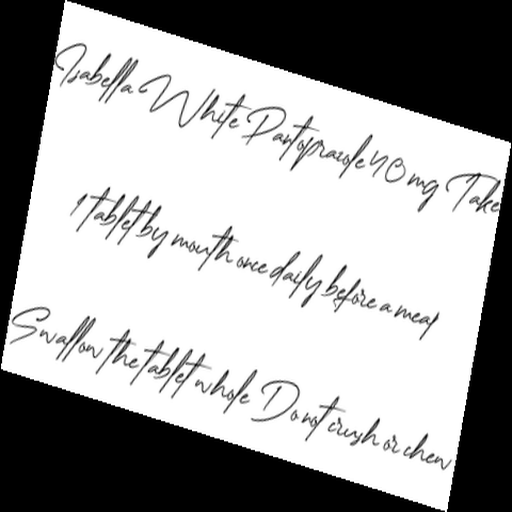 Isabella White Pantoprazole 40 mg Take
1 tablet by mouth once daily before a meal
Swallow the tablet whole Do not crush or chew